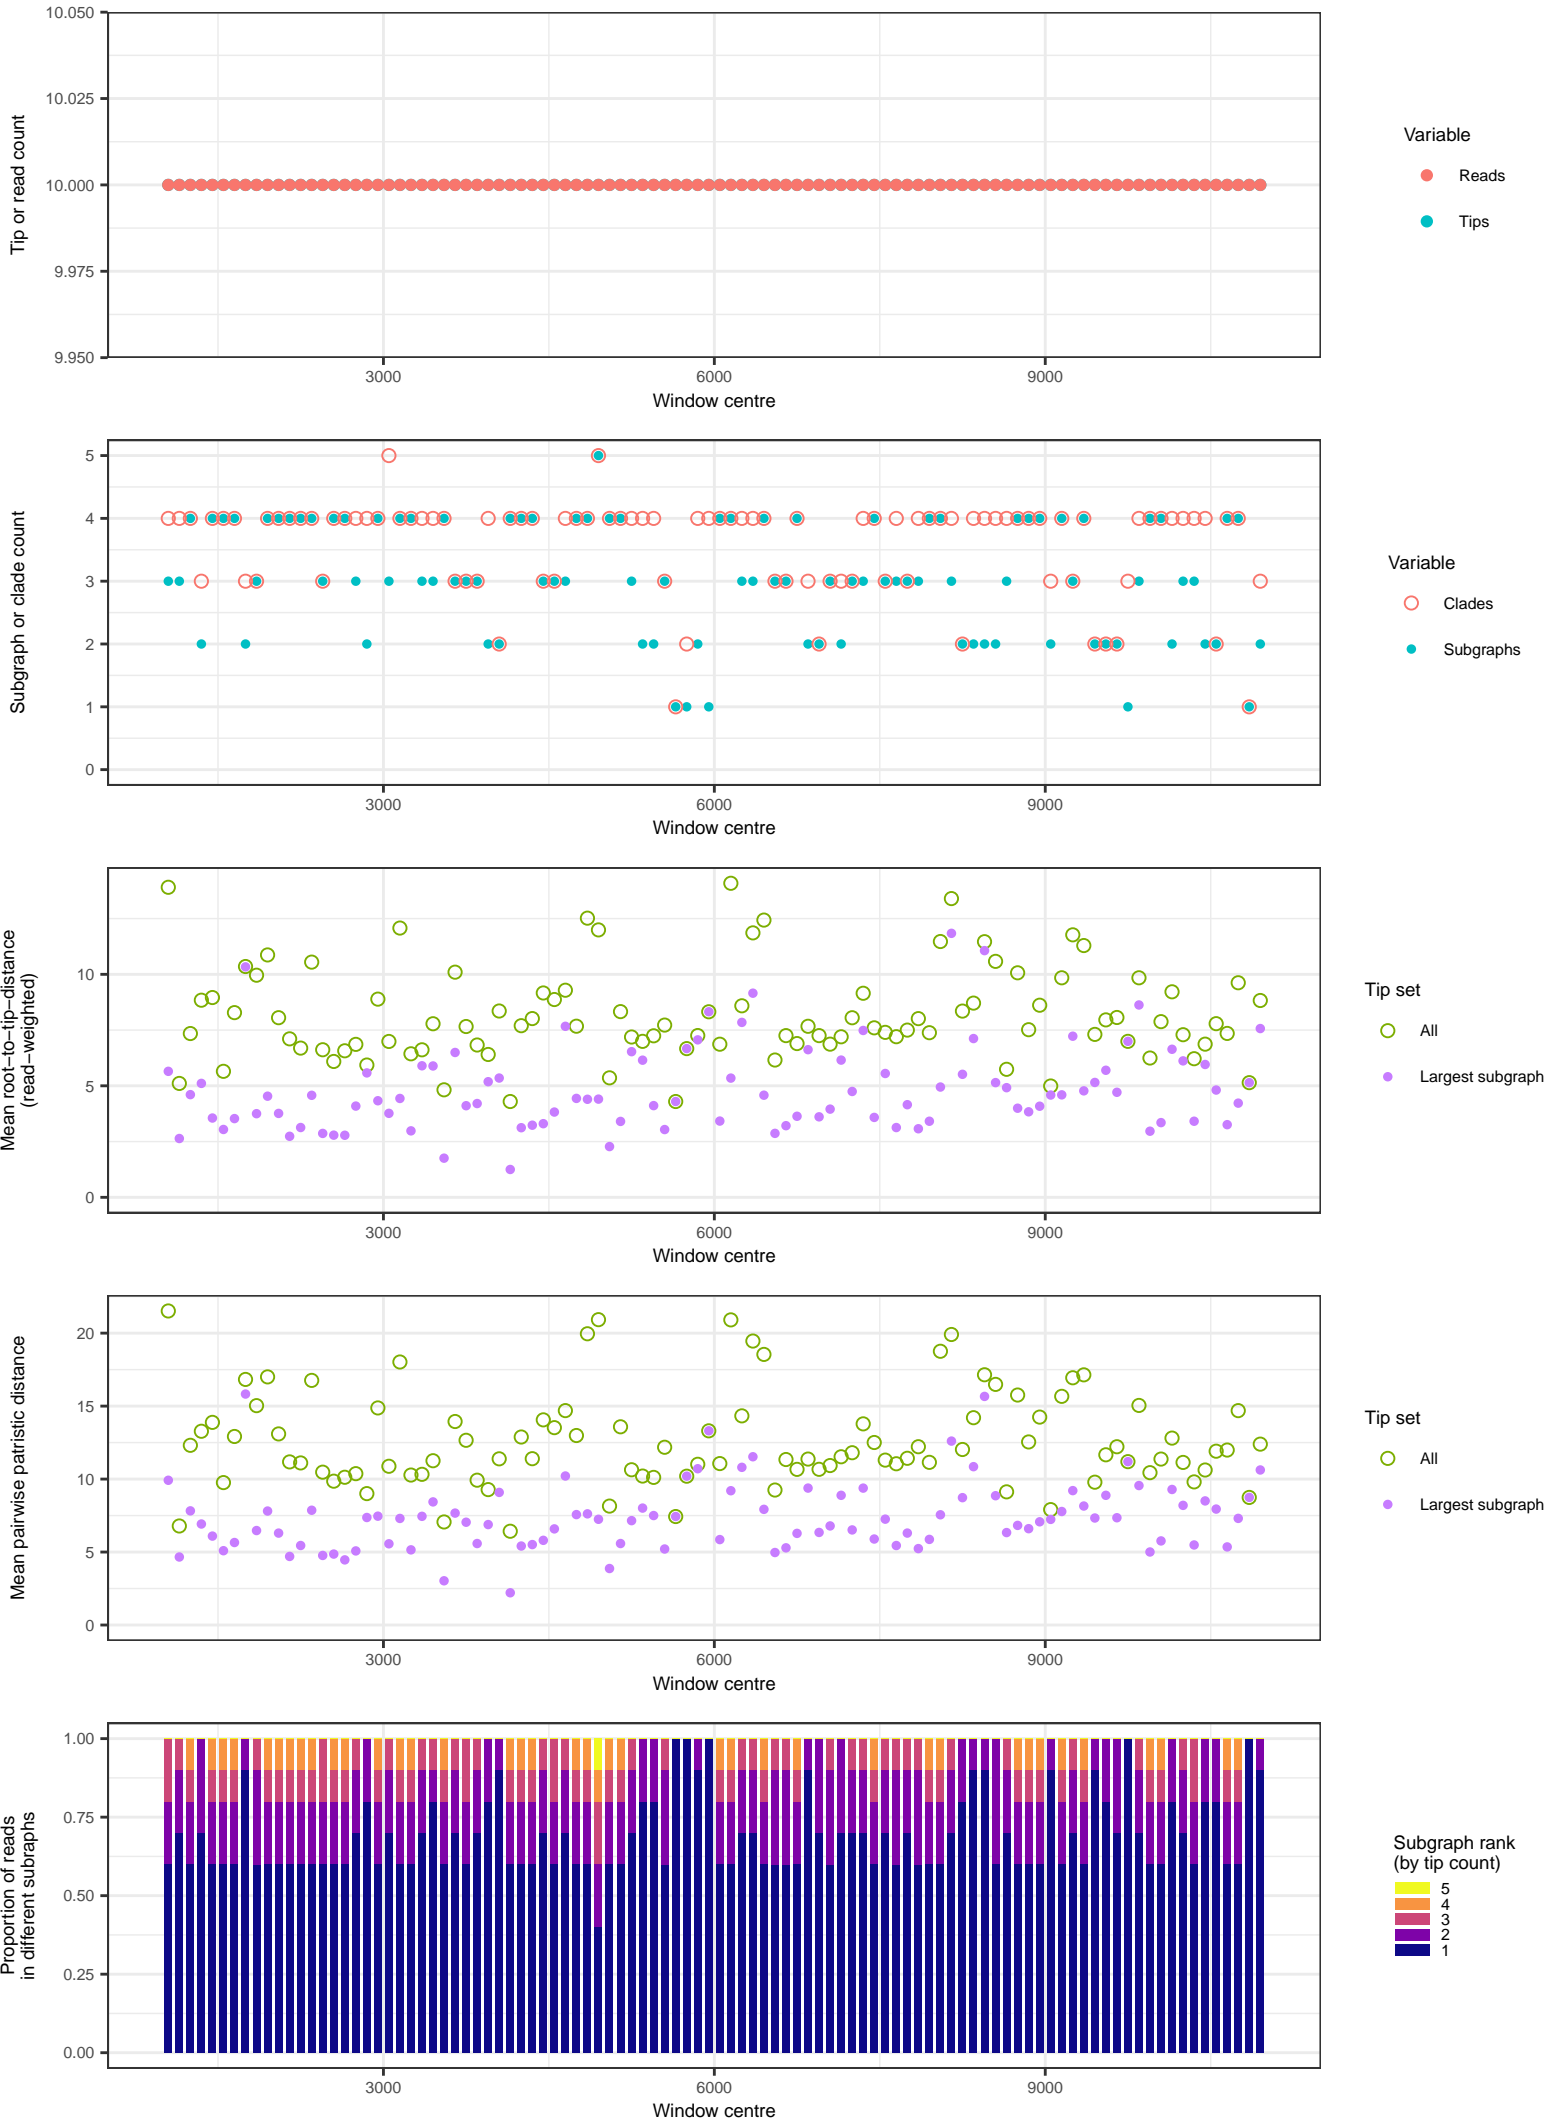 10.050
10.025
10.000
9.975
9.950
Tip or read count
3000
6000
9000
Window centre
Variable
Reads
Tips
5
4
3
2
1
0
Subgraph or clade count
3000
6000
9000
Window centre
Variable
Clades
Subgraphs
10
5
0
Mean root−to−tip−distance
(read−weighted)
3000
6000
9000
Window centre
Tip set
All
Largest subgraph
20
15
10
5
0
Mean pairwise patristic distance
3000
6000
9000
Window centre
Tip set
All
Largest subgraph
1.00
0.75
0.50
0.25
0.00
Proportion of reads
in different subraphs
3000
6000
9000
Window centre
Subgraph rank
(by tip count)
5
4
3
2
1